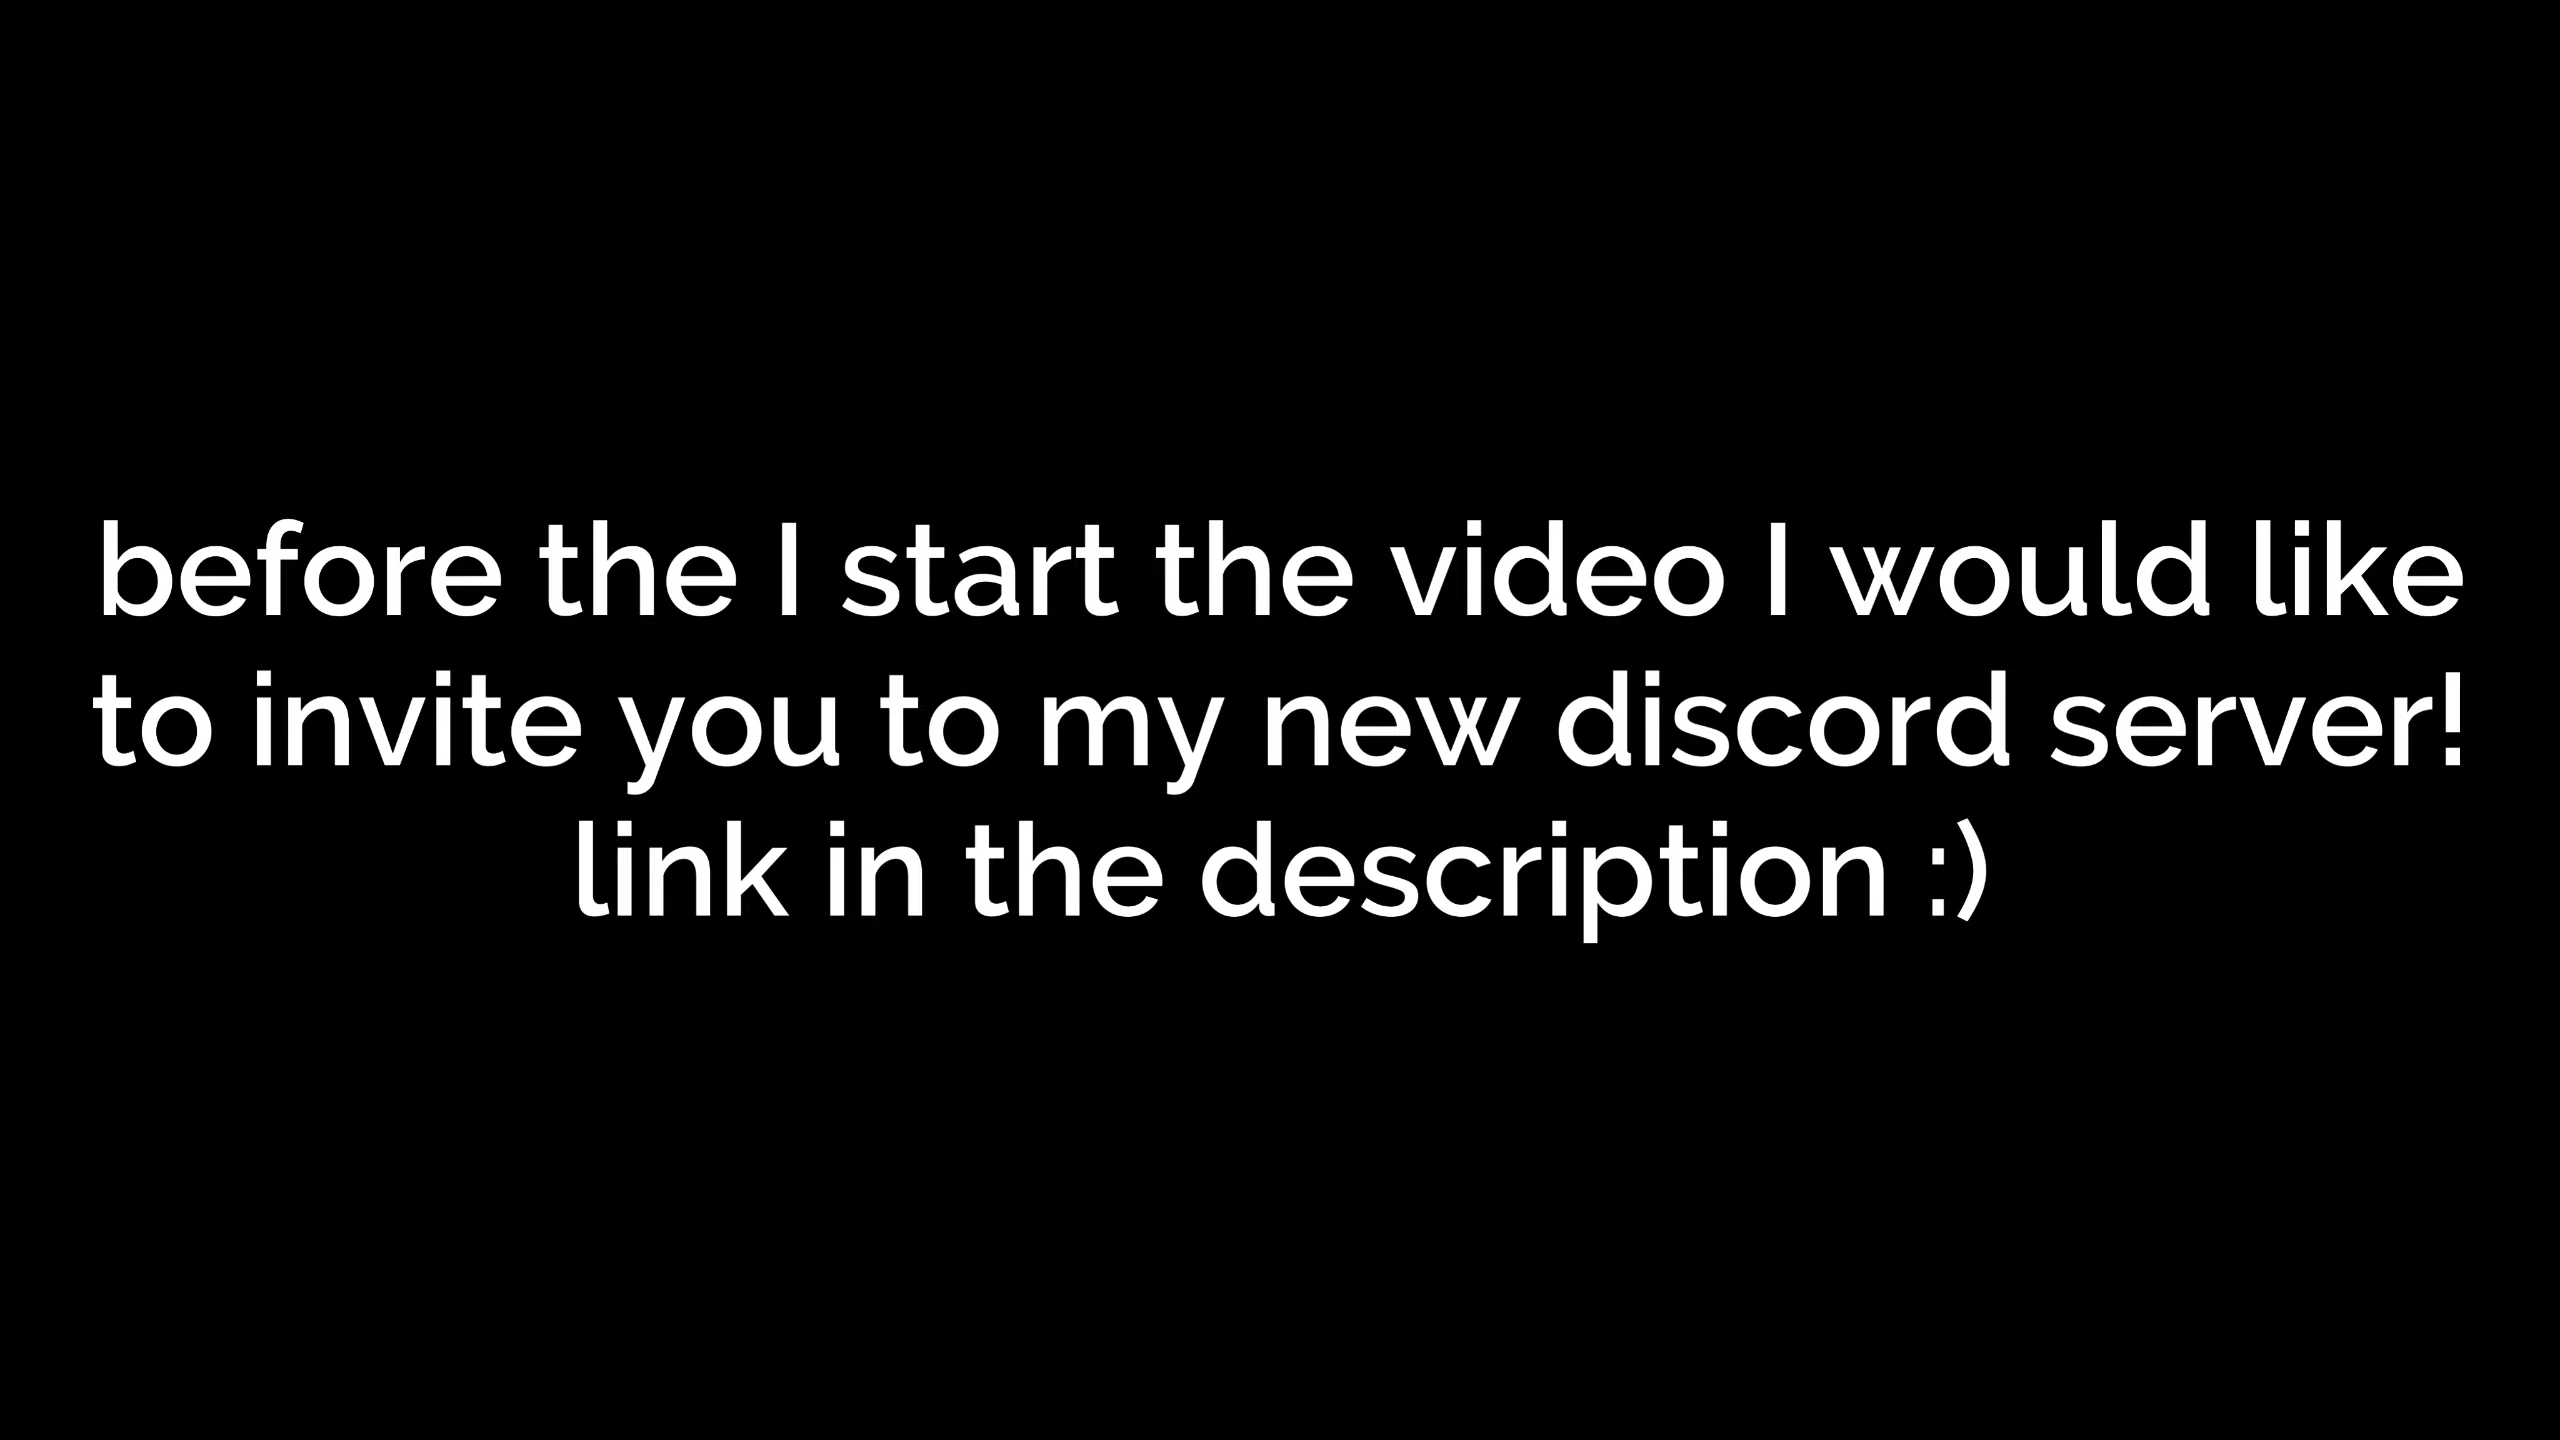 before the I start the video I would like
to invite you to my new discord server!
link in the description :)